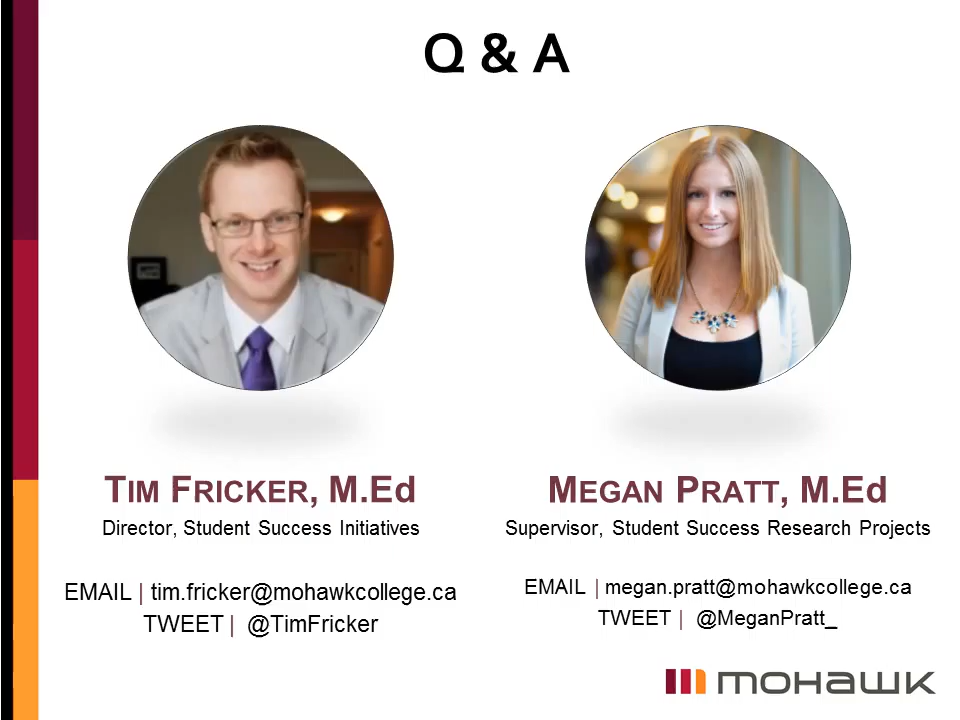 Q & A
TIM FRICKER, M.Ed
Director, Student Success Initiatives
EMAIL | tim.fricker@mohawkcollege.ca
TWEET | @TimFricker
MEGAN PRATT, M.Ed
Supervisor, Student Success Research Projects
EMAIL | megan.pratt@mohawkcollege.ca
TWEET | @MeganPratt_
mohawk